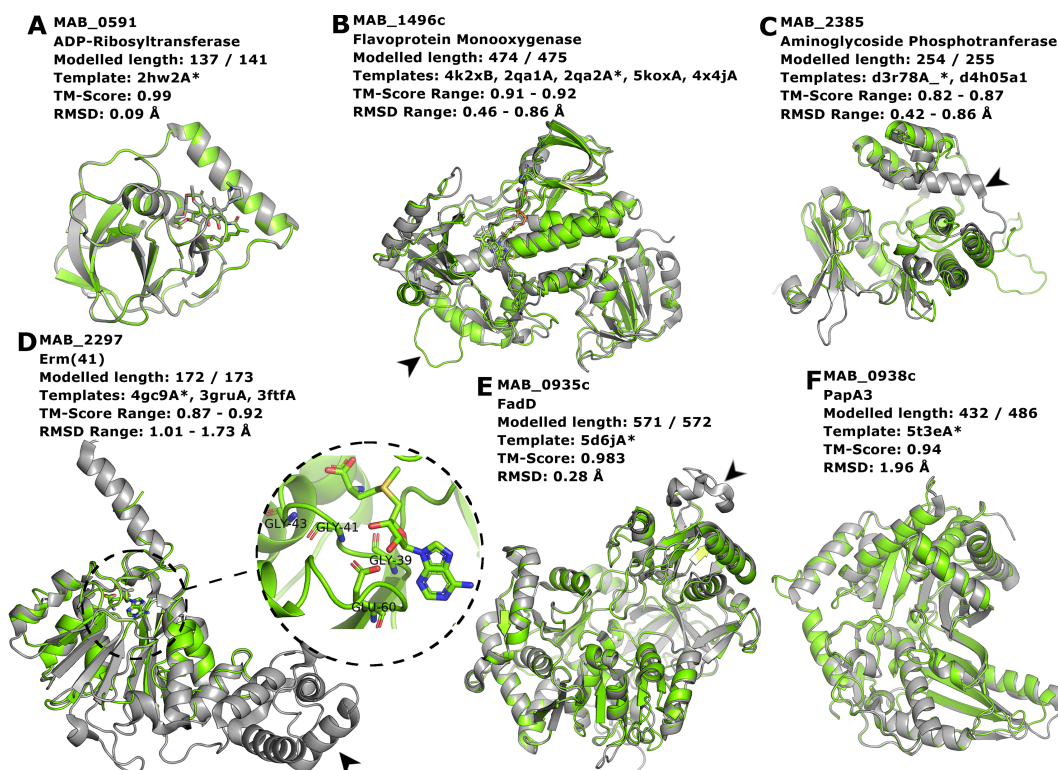 A MAB_0591
ADP-Ribosyltransferase
Modelled length: 137 / 141
Template: 2hw2A*
TM-Score: 0.99
RMSD: 0.09 Å
B MAB_1496c
Flavoprotein Monooxygenase
Modelled length: 474 / 475
Templates: 4k2xB, 2qa1A, 2qa2A*, 5koxA, 4x4jA
TM-Score Range: 0.91 - 0.92
RMSD Range: 0.46 - 0.86 Å
C MAB_2385
Aminoglycoside Phosphotranferase
Modelled length: 254 / 255
Templates: d3r78A_*, d4h05a1
TM-Score Range: 0.82 - 0.87
RMSD Range: 0.42 - 0.86 Å
D MAB_2297
Erm(41)
Modelled length: 172 / 173
Templates: 4gc9A*, 3gruA, 3ftfA
TM-Score Range: 0.87 - 0.92
RMSD Range: 1.01 - 1.73 Å
GLY-43
GLY-41
GLY-39
GLU-60
E MAB_0935c
FadD
Modelled length: 571 / 572
Template: 5d6jA*
TM-Score: 0.983
RMSD: 0.28 Å
F MAB_0938c
PapA3
Modelled length: 432 / 486
Template: 5t3eA*
TM-Score: 0.94
RMSD: 1.96 Å